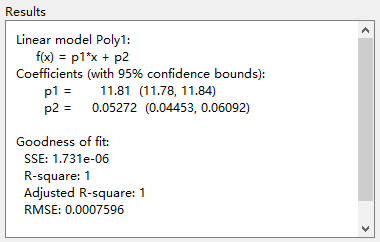 Results
Linear model Poly1:
f(x) = p1*x + p2
Coefficients (with 95% confidence bounds):
p1 = 11.81 (11.78, 11.84)
p2 = 0.05272 (0.04453, 0.06092)
Goodness of fit:
SSE: 1.731e-06
R-square: 1
Adjusted R-square: 1
RMSE: 0.0007596